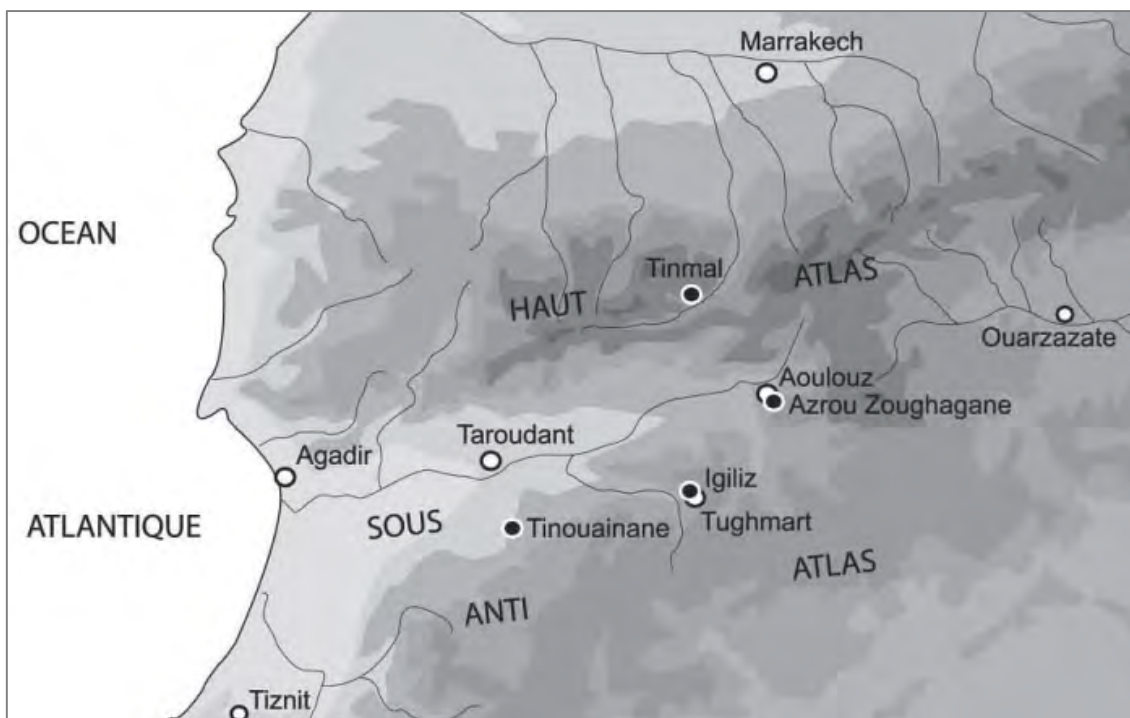 Marrakech
OCEAN
Tinmal
ATLAS
HAUT
Ouarzazate
Aoulouz
Azrou Zoughagane
Taroudant
Agadir
Igiliz
ATLANTIQUE
SOUS
Tinouainane
Tughmart
ATLAS
ANTI
Tiznit